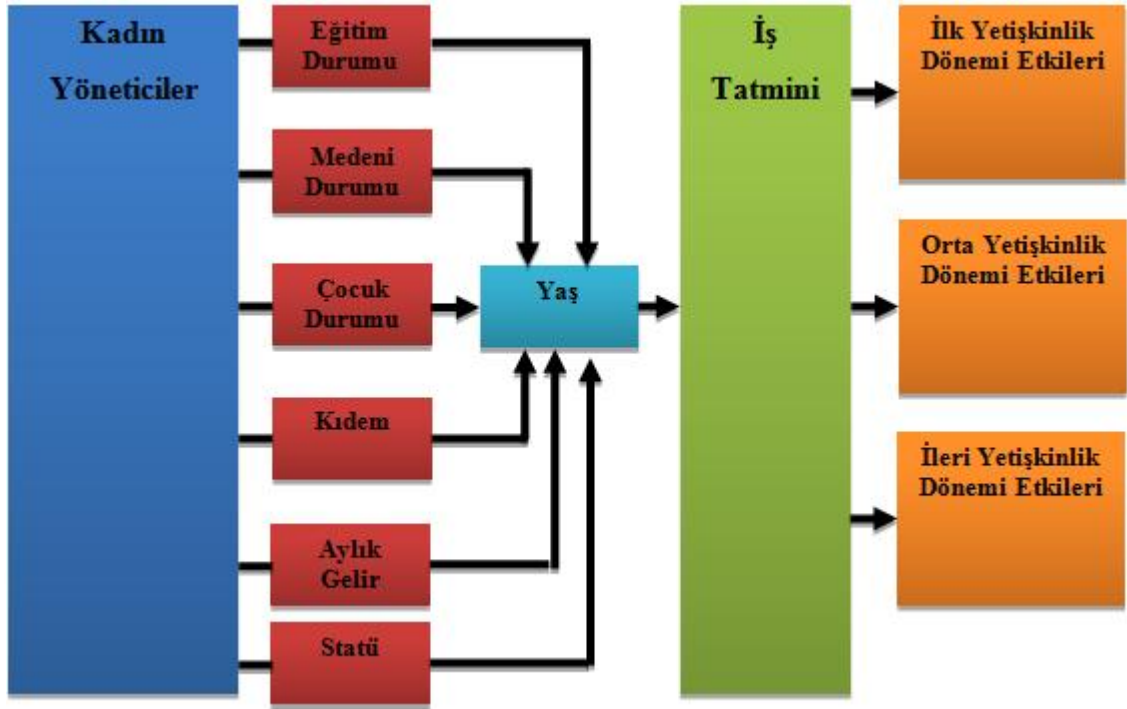 Kadın
Yöneticiler
Eğitim
Durumu
Medeni
Durumu
Çocuk
Durumu
Kıdem
Aylık
Gelir
Statü
Yaş
İş
Tatmini
İlk Yetişkinlik
Dönemi Etkileri
Orta Yetişkinlik
Dönemi Etkileri
İleri Yetişkinlik
Dönemi Etkileri